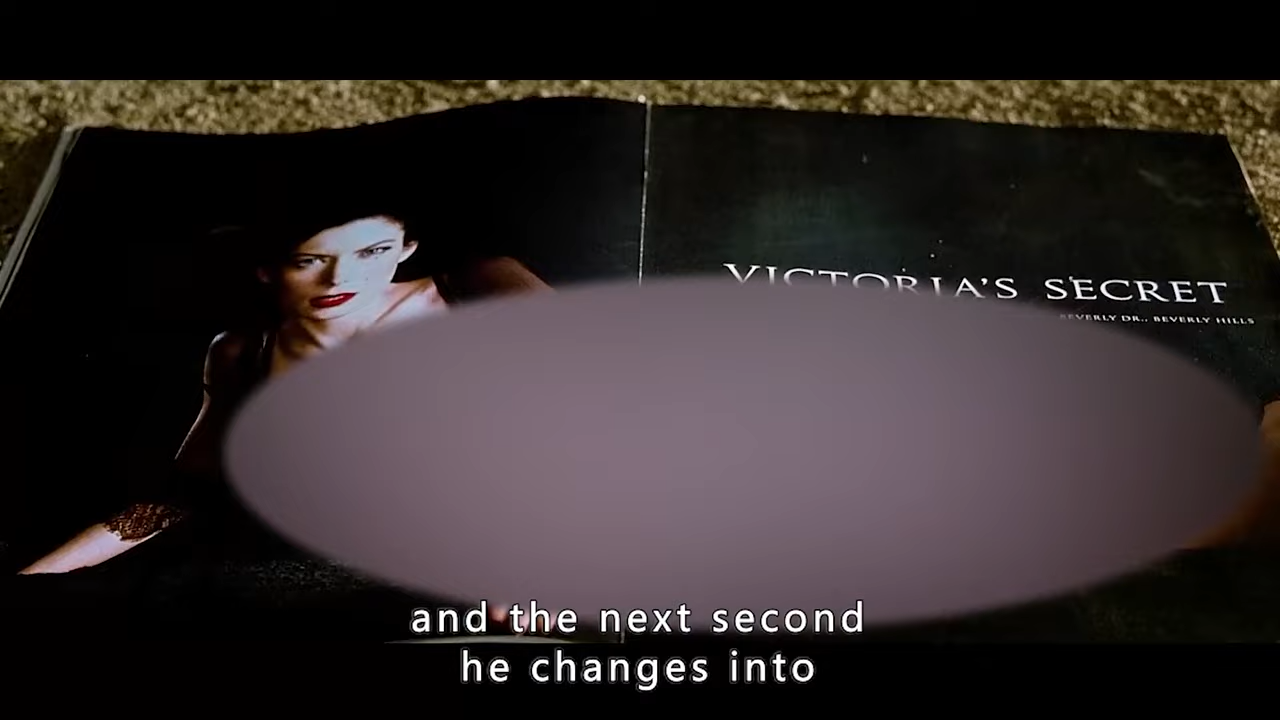 VICTORIA'S SECRET
BEVERLY DR., BEVERLY HILLS
and the next second
he changes into